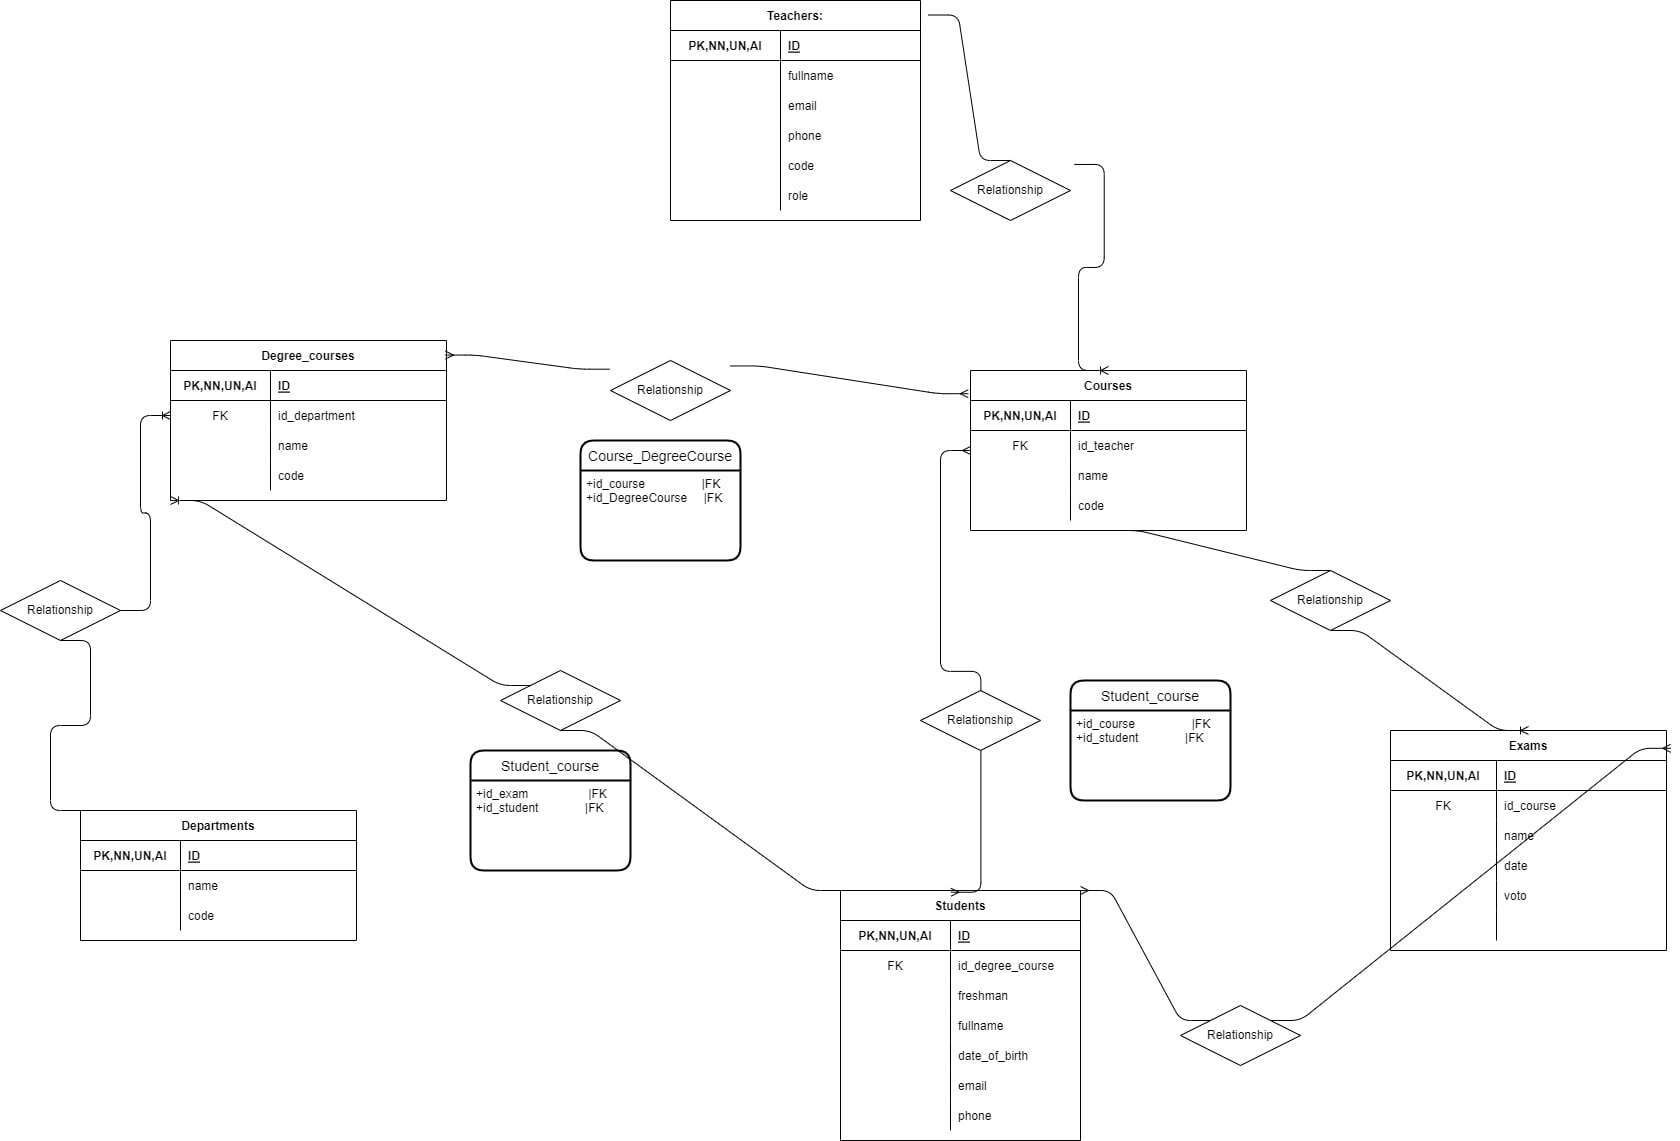 Teachers:
PK,NN,UN,AI ID
fullname
email
phone
code
role
Relationship
Degree_courses
PK,NN,UN,AI ID
FK id_department
name
code
Relationship
Course_DegreeCourse
+id_course |FK
+id_DegreeCourse |FK
Courses
PK,NN,UN,AI ID
FK id_teacher
name
code
Relationship
Relationship
Relationship
Relationship
Student_course
+id_course |FK
+id_student |FK
Student_course
+id_exam |FK
+id_student |FK
Exams
PK,NN,UN,AI ID
FK id_course
name
date
voto
Departments
PK,NN,UN,AI ID
name
code
Students
PK,NN,UN,AI ID
FK id_degree_course
freshman
fullname
date_of_birth
email
phone
Relationship